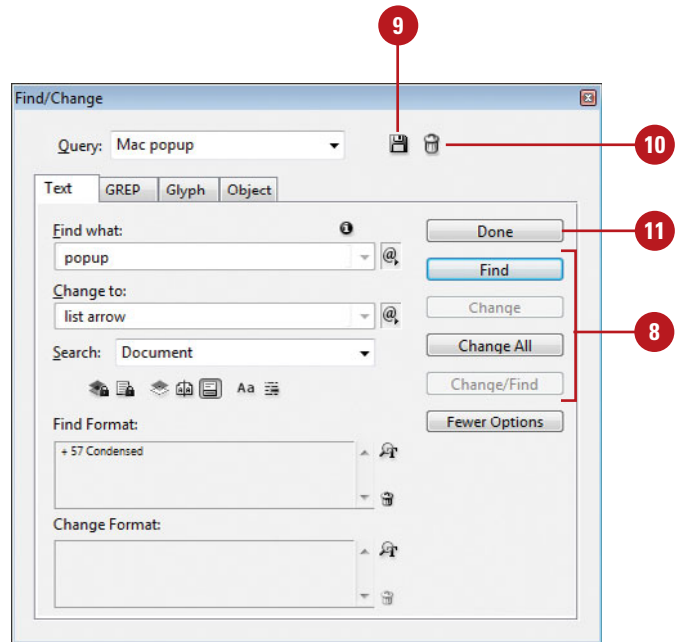 9
Find/Change
Query: Mac popup
10
Text GREP Glyph Object
Find what:
Done
11
popup
@
Find
Change to:
Change
list arrow
@
8
Search: Document
Change All
Aa
Change/Find
Find Format:
Fewer Options
+ 57 Condensed
Change Format: